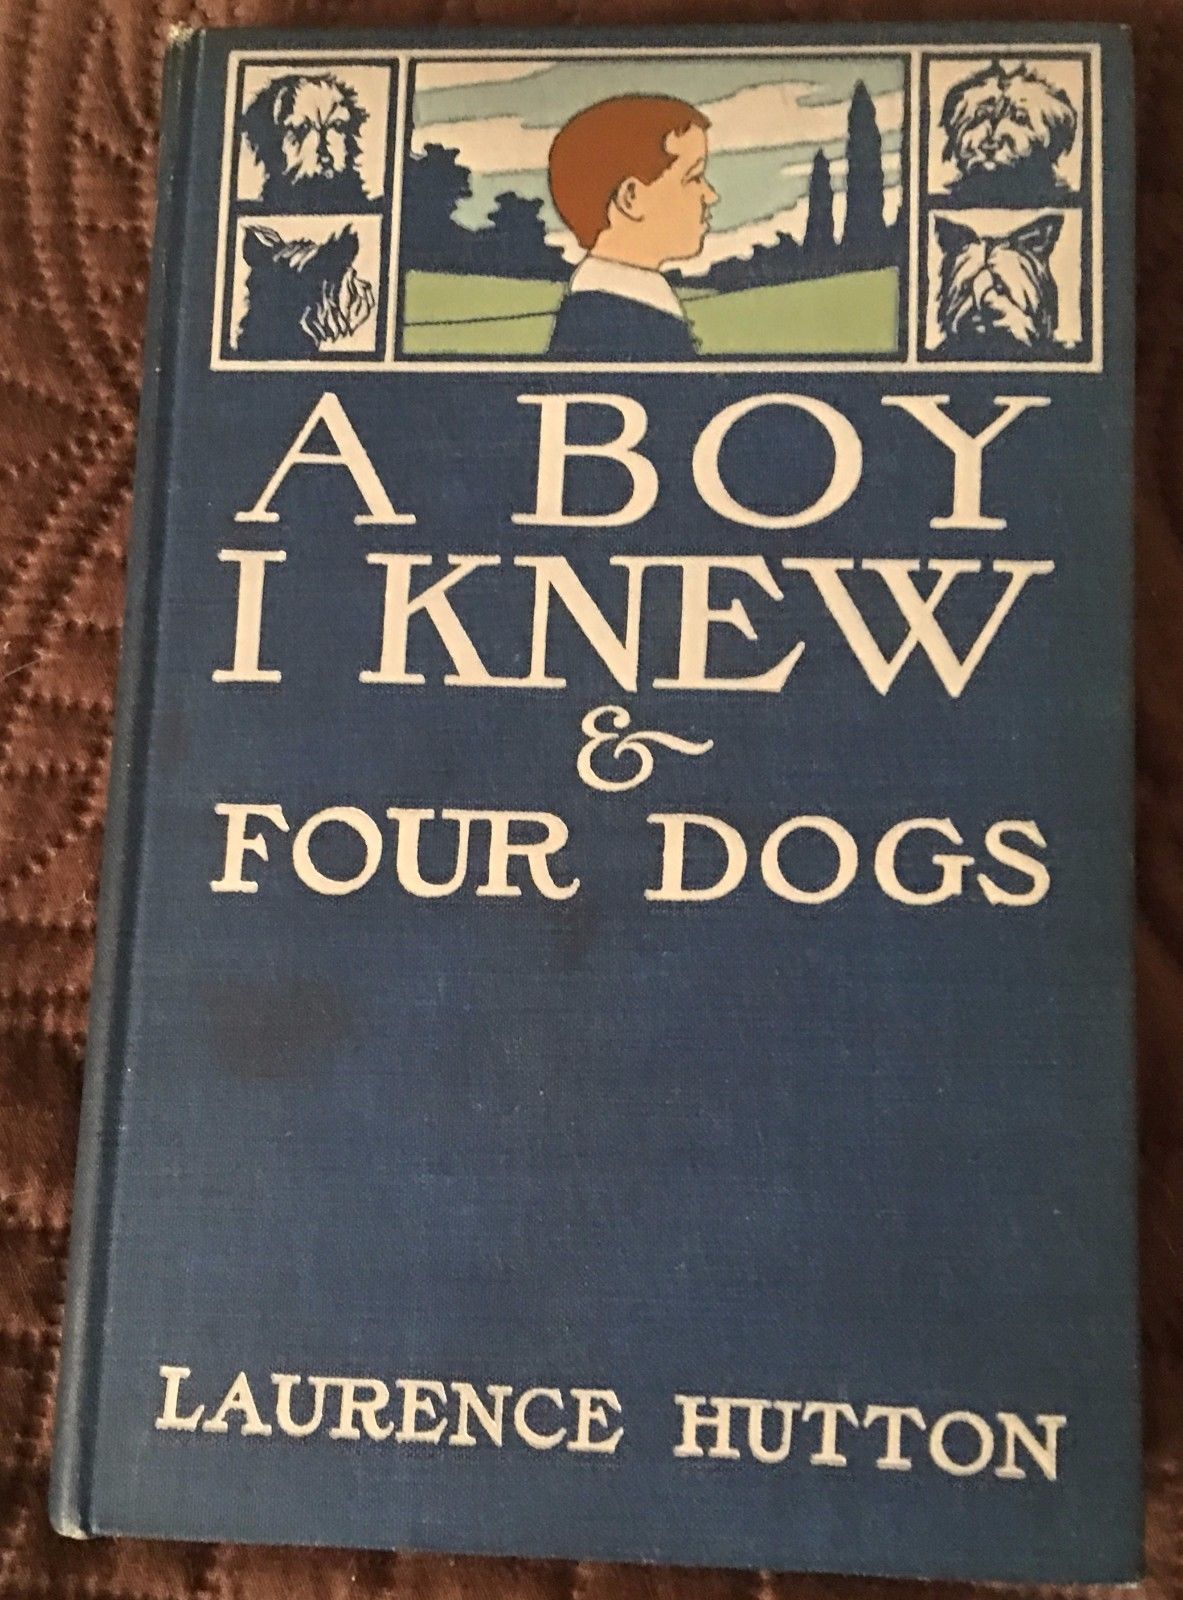 A BOY
I KNEW
&
FOUR DOGS
LAURENCE HUTTON